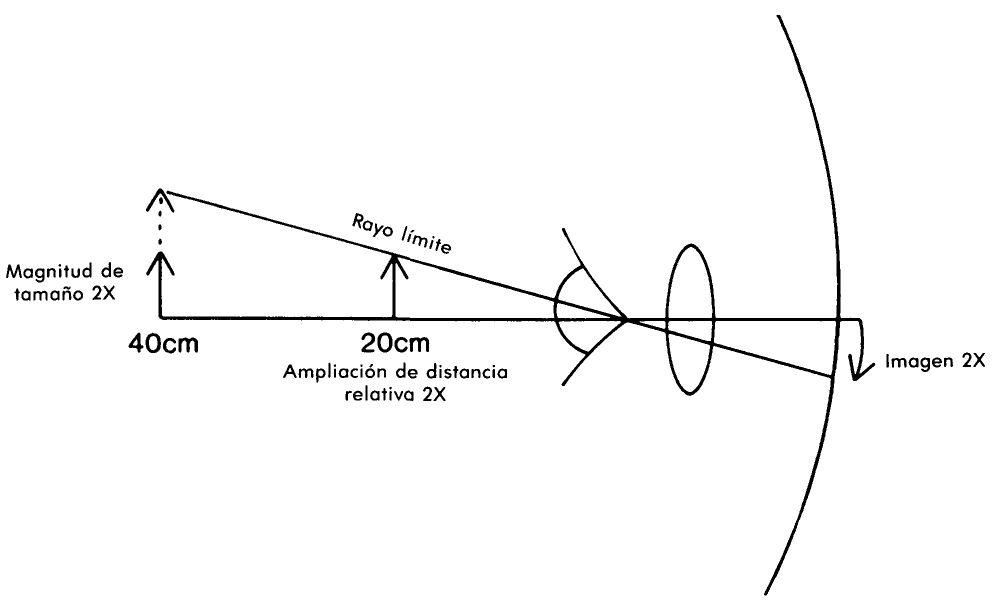 Rayo límite
Magnitud de
tamaño 2X
40cm
20cm
Ampliación de distancia
relativa 2X
Imagen 2X